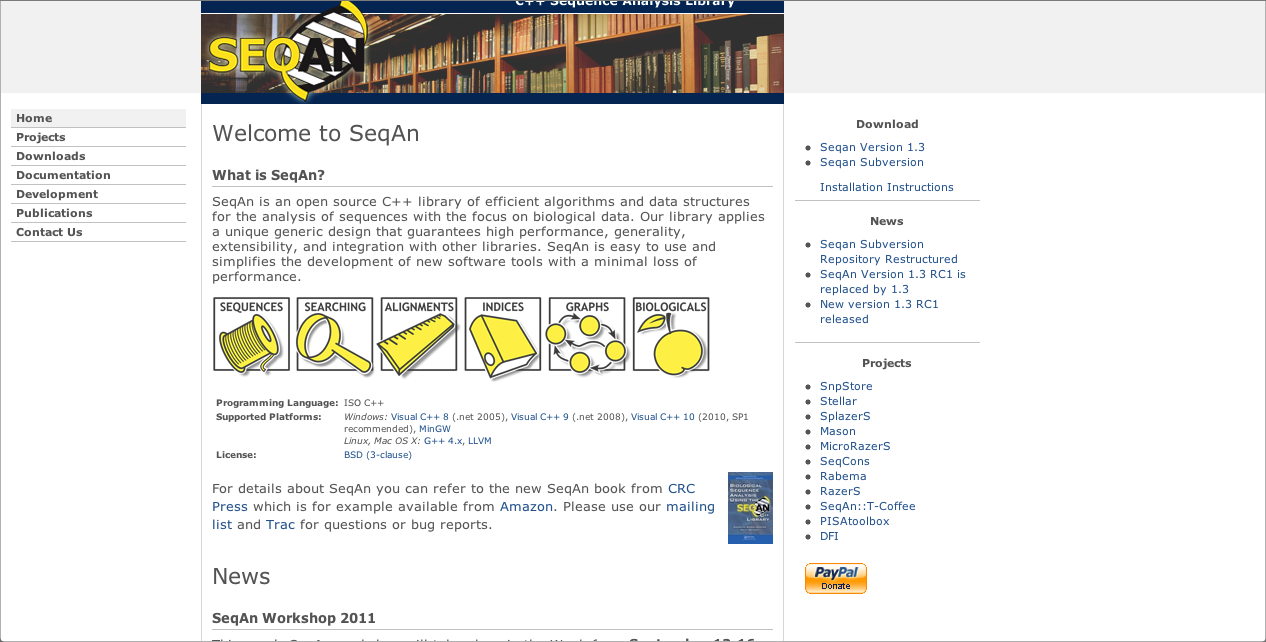 C++ Sequence Analysis Library
SEQAN
Home
Projects
Downloads
Documentation
Development
Publications
Contact Us
Welcome to SeqAn
What is SeqAn?
SeqAn is an open source C++ library of efficient algorithms and data structures
for the analysis of sequences with the focus on biological data. Our library applies
a unique generic design that guarantees high performance, generality,
extensibility, and integration with other libraries. SeqAn is easy to use and
simplifies the development of new software tools with a minimal loss of
performance.
SEQUENCES SEARCHING ALIGNMENTS INDICES GRAPHS BIOLOGICALS
Programming Language: ISO C++
Supported Platforms: Windows: Visual C++ 8 (.net 2005), Visual C++ 9 (.net 2008), Visual C++ 10 (2010, SP1
recommended), MinGW
Linux, Mac OS X: G++ 4.x, LLVM
License: BSD (3-clause)
For details about SeqAn you can refer to the new SeqAn book from CRC
Press which is for example available from Amazon. Please use our mailing
list and Trac for questions or bug reports.
BIOLOGICAL
SEQUENCE
ANALYSIS
USING THE
SEQAN
C++
LIBRARY
News
SeqAn Workshop 2011
Download
Seqan Version 1.3
Seqan Subversion
Installation Instructions
News
Seqan Subversion
Repository Restructured
SeqAn Version 1.3 RC1 is
replaced by 1.3
New version 1.3 RC1
released
Projects
SnpStore
Stellar
SplazerS
Mason
MicroRazerS
SeqCons
Rabema
RazerS
SeqAn::T-Coffee
PISAtoolbox
DFI
PayPal
Donate